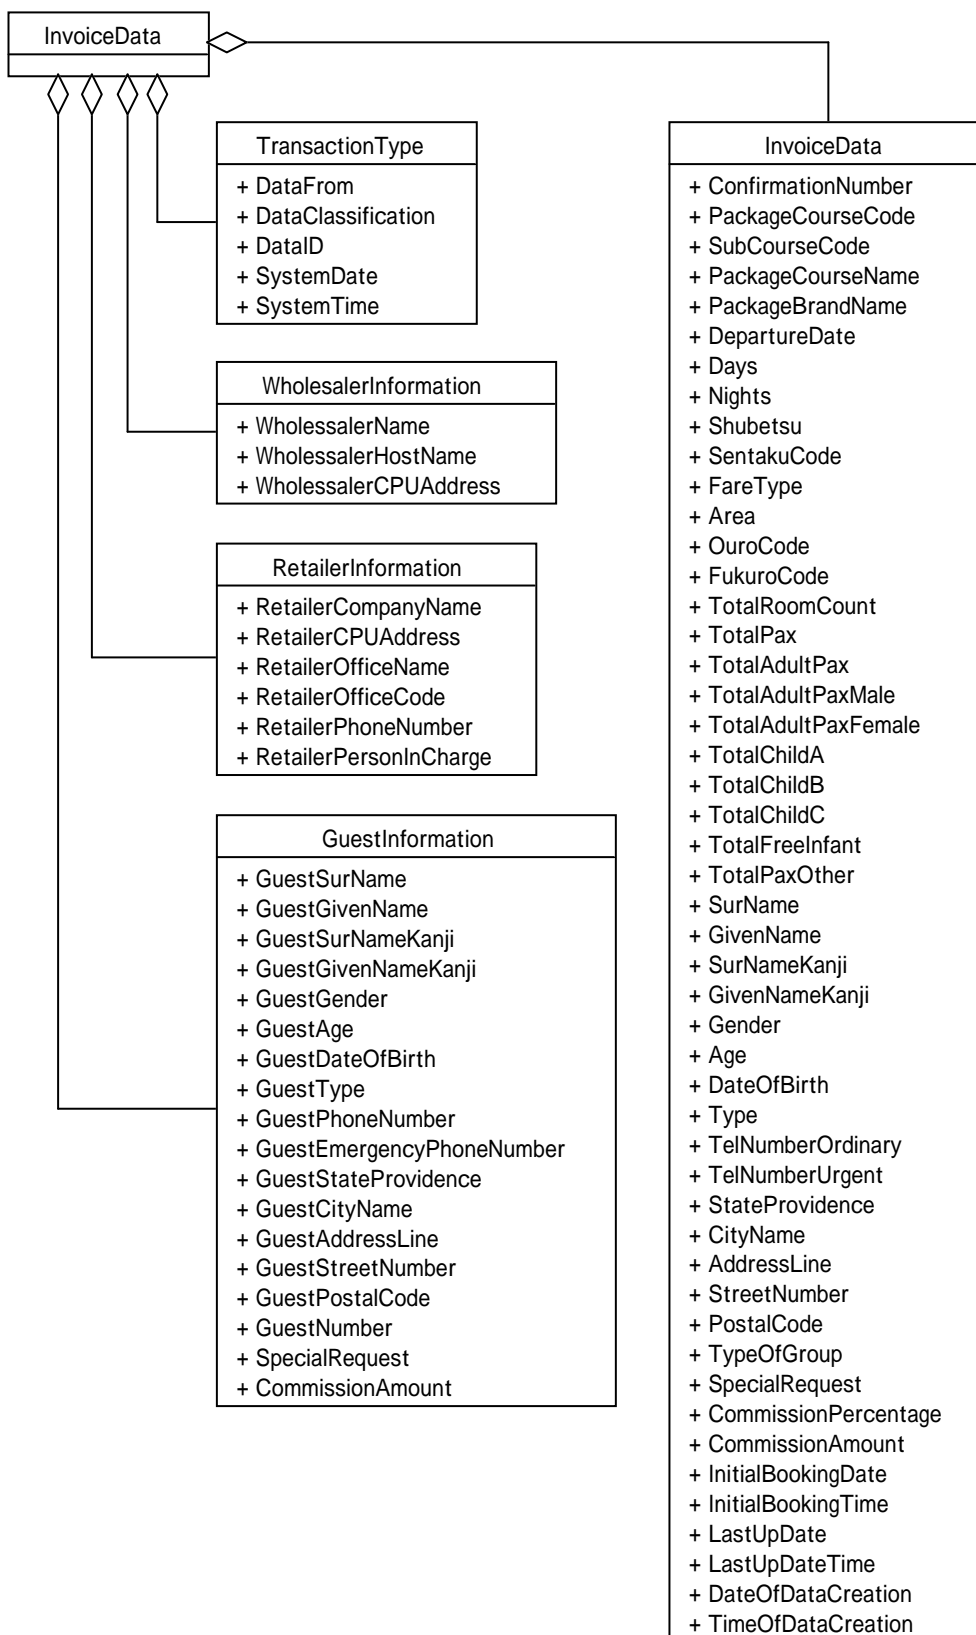 InvoiceData
TransactionType
+ DataFrom
+ DataClassification
+ DataID
+ SystemDate
+ SystemTime
WholesalerInformation
+ WholessalerName
+ WholessalerHostName
+ WholessalerCPUAddress
RetailerInformation
+ RetailerCompanyName
+ RetailerCPUAddress
+ RetailerOfficeName
+ RetailerOfficeCode
+ RetailerPhoneNumber
+ RetailerPersonInCharge
GuestInformation
+ GuestSurName
+ GuestGivenName
+ GuestSurNameKanji
+ GuestGivenNameKanji
+ GuestGender
+ GuestAge
+ GuestDateOfBirth
+ GuestType
+ GuestPhoneNumber
+ GuestEmergencyPhoneNumber
+ GuestStateProvidence
+ GuestCityName
+ GuestAddressLine
+ GuestStreetNumber
+ GuestPostalCode
+ GuestNumber
+ SpecialRequest
+ CommissionAmount
InvoiceData
+ ConfirmationNumber
+ PackageCourseCode
+ SubCourseCode
+ PackageCourseName
+ PackageBrandName
+ DepartureDate
+ Days
+ Nights
+ Shubetsu
+ SentakuCode
+ FareType
+ Area
+ OuroCode
+ FukuroCode
+ TotalRoomCount
+ TotalPax
+ TotalAdultPax
+ TotalAdultPaxMale
+ TotalAdultPaxFemale
+ TotalChildA
+ TotalChildB
+ TotalChildC
+ TotalFreeInfant
+ TotalPaxOther
+ SurName
+ GivenName
+ SurNameKanji
+ GivenNameKanji
+ Gender
+ Age
+ DateOfBirth
+ Type
+ TelNumberOrdinary
+ TelNumberUrgent
+ StateProvidence
+ CityName
+ AddressLine
+ StreetNumber
+ PostalCode
+ TypeOfGroup
+ SpecialRequest
+ CommissionPercentage
+ CommissionAmount
+ InitialBookingDate
+ InitialBookingTime
+ LastUpDate
+ LastUpDateTime
+ DateOfDataCreation
+ TimeOfDataCreation